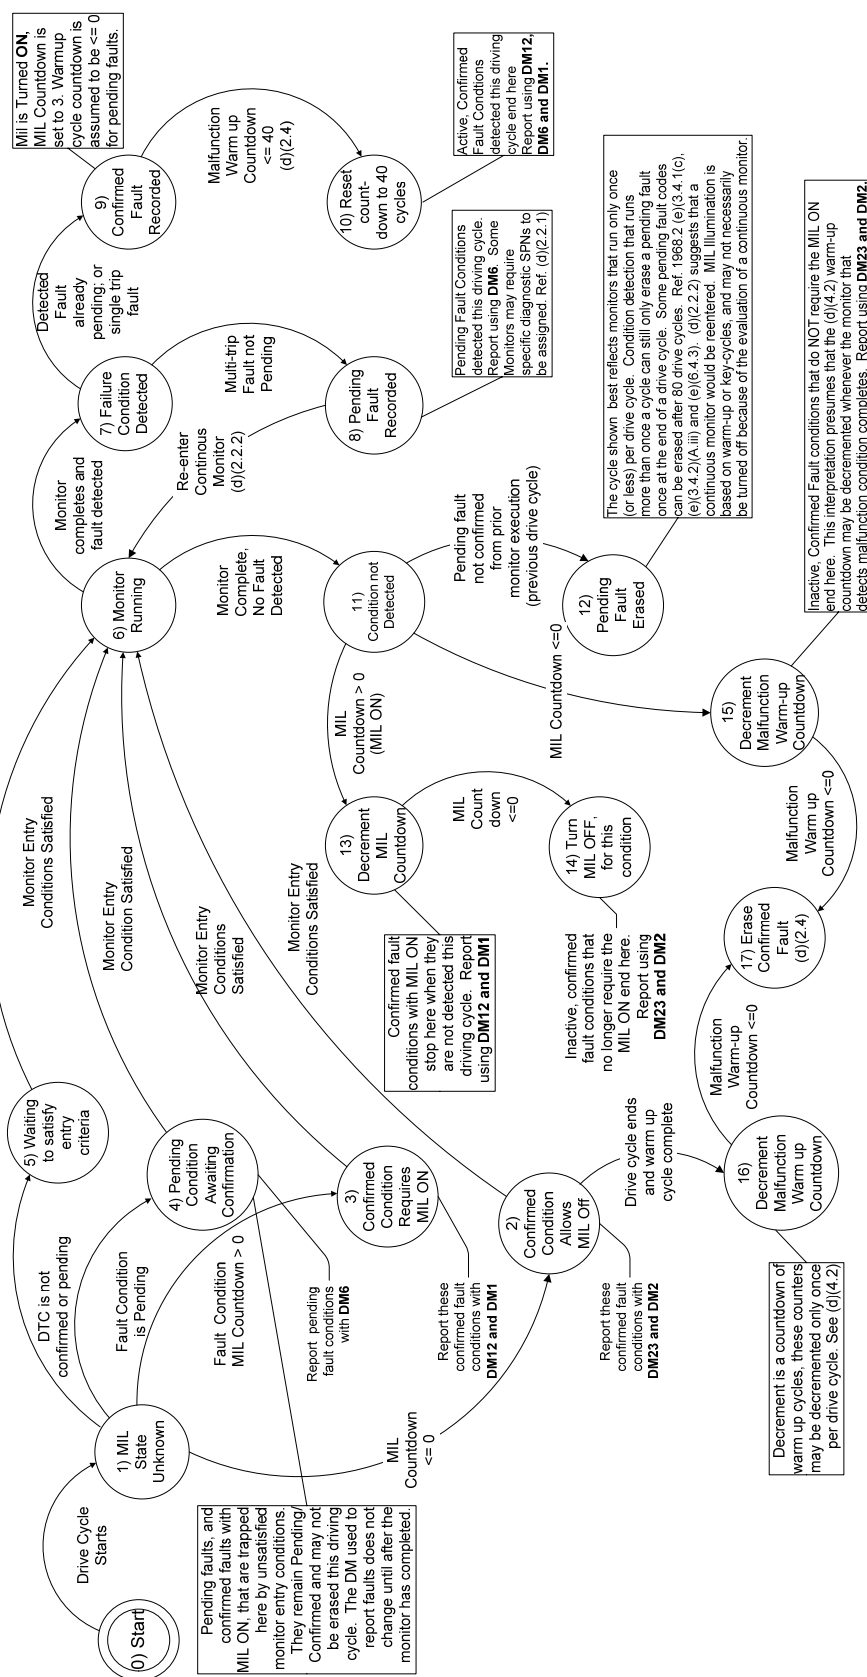 0) Start
Drive Cycle
Starts
1) MIL
State
Unknown
DTC is not
confirmed or pending
Fault Condition
is Pending
Fault Condition
MIL Countdown > 0
MIL
Countdown
<= 0
Pending faults, and
confirmed faults with
MIL ON, that are trapped
here by unsatisfied
monitor entry conditions.
They remain Pending/
Confirmed and may not
be erased this driving
cycle. The DM used to
report faults does not
change until after the
monitor has completed.
5) Waiting
to satisfy
entry
criteria
4) Pending
Condition
Awaiting
Confirmation
3)
Confirmed
Condition
Requires
MIL ON
2)
Confirmed
Condition
Allows
MIL Off
Report pending
fault conditions
with DM6
Report these
confirmed fault
conditions with
DM12 and DM1
Report these
confirmed fault
conditions with
DM23 and DM2
Monitor Entry
Conditions Satisfied
Monitor Entry
Condition Satisfied
Monitor Entry
Conditions
Satisfied
Monitor Entry
Conditions Satisfied
Drive cycle ends
and warm up
cycle complete
16)
Decrement
Malfunction
Warm up
Countdown
Decrement is a countdown of
warm up cycles, these counters
may be decremented only once
per drive cycle. See (d)(4.2)
Malfunction
Warm-up
Countdown <=0
17) Erase
Confirmed
Fault
(d)(2.4)
Malfunction
Warm up
Countdown <=0
6) Monitor
Running
Monitor
completes and
fault detected
7) Failure
Condition
Detected
Detected
Fault
already
pending; or
single trip
fault
9)
Confirmed
Fault
Recorded
Mil is Turned ON,
MIL Countdown is
set to 3. Warmup
cycle countdown is
assumed to be <= 0
for pending faults.
Malfunction
Warm up
Countdown
<= 40
(d)(2.4)
10) Reset
count-
down to 40
cycles
Active, Confirmed
Fault Condtions
detected this driving
cycle end here
Report using DM12,
DM6 and DM1.
Multi-trip
Fault not
Pending
8) Pending
Fault
Recorded
Pending Fault Conditions
detected this driving cycle.
Report using DM6. Some
Monitors may require
specific diagnostic SPNs to
be assigned. Ref. (d)(2.2.1)
Re-enter
Continous
Monitor
(d)(2.2.2)
Monitor
Complete,
No Fault
Detected
11)
Condition not
Detected
Pending fault
not confirmed
from prior
monitor execution
(previous drive cycle)
12)
Pending
Fault
Erased
The cycle shown best reflects monitors that run only once
(or less) per drive cycle. Condition detection that runs
more than once a cycle can still only erase a pending fault
once at the end of a drive cycle. Some pending fault codes
can be erased after 80 drive cycles. Ref. 1968.2 (e)(3.4.1(c),
(e)(3.4.2)(A.iii) and (e)(6.4.3). (d)(2.2.2) suggests that a
continuous monitor would be reentered. MIL Illumination is
based on warm-up or key-cycles, and may not necessarily
be turned off because of the evaluation of a continuous monitor.
MIL
Countdown > 0
(MIL ON)
13)
Decrement
MIL
Countdown
Confirmed fault
conditions with MIL ON
stop here when they
are not detected this
driving cycle. Report
using DM12 and DM1
MIL
Count
down
<=0
14) Turn
MIL OFF,
for this
condition
Inactive, confirmed
fault conditions that
no longer require the
MIL ON end here.
Report using
DM23 and DM2
MIL Countdown <=0
15)
Decrement
Malfunction
Warm-up
Countdown
Inactive, Confirmed Fault conditions that do NOT require the MIL ON
end here. This interpretation presumes that the (d)(4.2) warm-up
countdown may be decremented whenever the monitor that
detects malfunction condition completes. Report using DM23 and DM2.